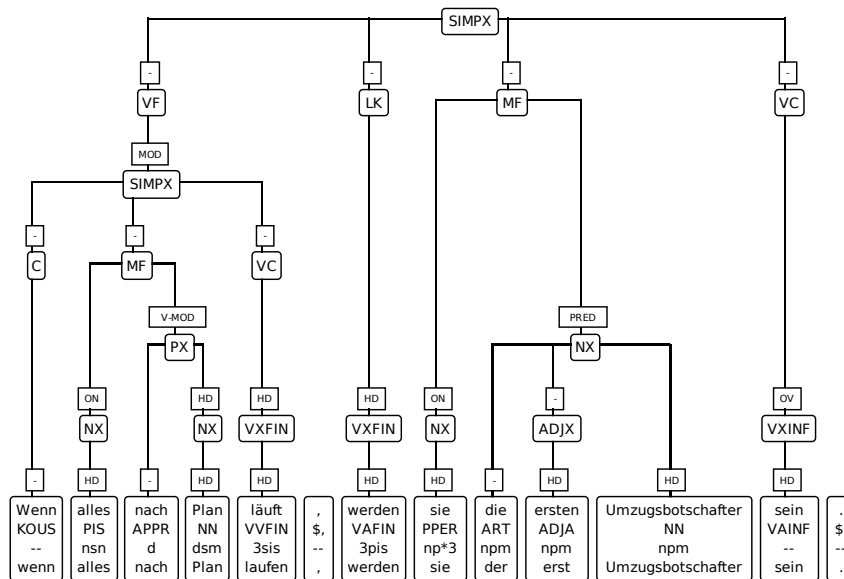 SIMPX
- - - -
VF LK MF VC
MOD
SIMPX
- - -
C MF VC
V-MOD PRED
PX NX
ON HD HD HD ON - OV
NX NX VXFIN VXFIN NX ADJX VXINF
- HD - HD HD HD HD - HD HD HD
Wenn alles nach Plan läuft , werden sie die ersten Umzugsbotschafter sein .
KOUS PIS APPR NN VVFIN $, VAFIN PPER ART ADJA NN VAINF $
-- nsn d dsm 3sis -- 3pis np*3 npm npm npm -- --
wenn alles nach Plan laufen , werden sie der erst Umzugsbotschafter sein .